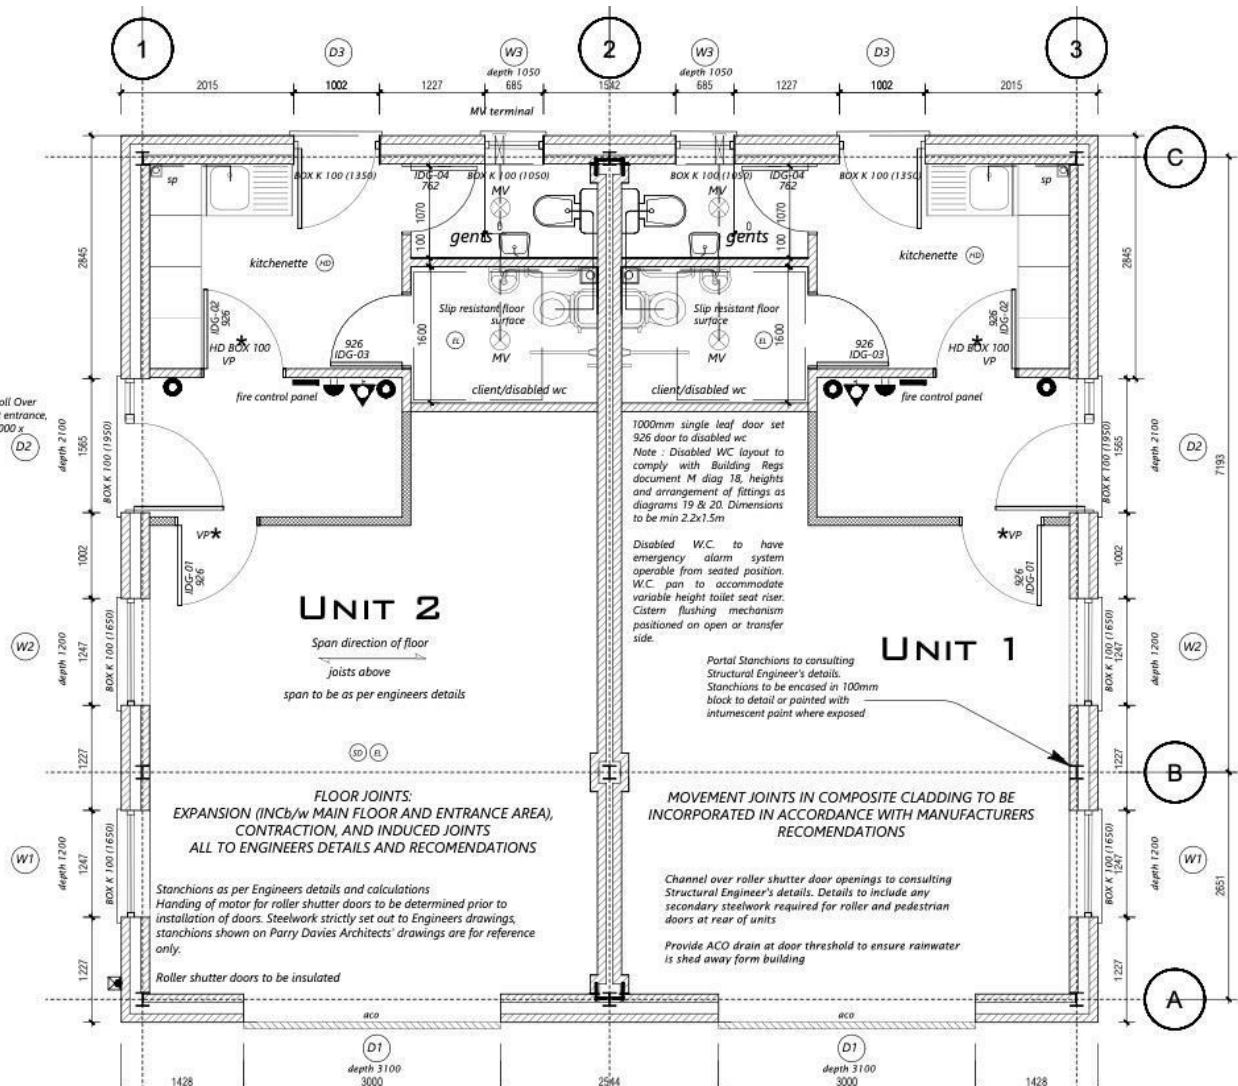 1
2
3
D3
W3
W3
D3
depth 1050
depth 1050
2015
1002
1227
685
1542
685
1227
1002
2015
MV terminal
C
sp
BOX K 100 (1350)
IDG-04
762
BOX K 100 (1050)
BOX K 100 (1050)
IDG-04
762
BOX K 100 (1350)
sp
MV
MV
1070
1070
100
100
gents
gents
kitchenette
HD
kitchenette
HD
2845
2845
IDG-02
926
Slip resistant floor
surface
Slip resistant floor
surface
IDG-02
926
EL
EL
1600
1600
HD BOX 100
VP
926
IDG-03
MV
MV
926
IDG-03
HD BOX 100
VP
client/disabled wc
client/disabled wc
fire control panel
fire control panel
oll Over
entrance,
000 x
D2
depth 2100
1565
BOX K 100 (1950)
1000mm single leaf door set
926 door to disabled wc
Note : Disabled WC layout to
comply with Building Regs
document M diag 18, heights
and arrangement of fittings as
diagrams 19 & 20. Dimensions
to be min 2.2x1.5m
BOX K 100 (1950)
1565
depth 2100
D2
7193
Disabled W.C. to have
emergency alarm system
operable from seated position.
W.C. pan to accommodate
variable height toilet seat riser.
Cistern flushing mechanism
positioned on open or transfer
side.
VP
VP
1002
1002
IDG-01
926
926
IDG-01
UNIT 2
UNIT 1
Span direction of floor
joists above
span to be as per engineers details
W2
depth 1200
1247
BOX K 100 (1650)
BOX K 100 (1650)
1247
depth 1200
W2
Portal Stanchions to consulting
Structural Engineer's details.
Stanchions to be encased in 100mm
block to detail or painted with
intumescent paint where exposed
SD
EL
1227
1227
B
FLOOR JOINTS:
EXPANSION (INCb/w MAIN FLOOR AND ENTRANCE AREA),
CONTRACTION, AND INDUCED JOINTS
ALL TO ENGINEERS DETAILS AND RECOMENDATIONS
MOVEMENT JOINTS IN COMPOSITE CLADDING TO BE
INCORPORATED IN ACCORDANCE WITH MANUFACTURERS
RECOMENDATIONS
W1
depth 1200
1247
BOX K 100 (1650)
BOX K 100 (1650)
1247
depth 1200
W1
2651
Stanchions as per Engineers details and calculations
Handing of motor for roller shutter doors to be determined prior to
installation of doors. Steelwork strictly set out to Engineers drawings,
stanchions shown on Parry Davies Architects' drawings are for reference
only.
Roller shutter doors to be insulated
Channel over roller shutter door openings to consulting
Structural Engineer's details. Details to include any
secondary steelwork required for roller and pedestrian
doors at rear of units
Provide ACO drain at door threshold to ensure rainwater
is shed away form building
1227
1227
A
aco
aco
D1
D1
depth 3100
depth 3100
1428
3000
2544
3000
1428